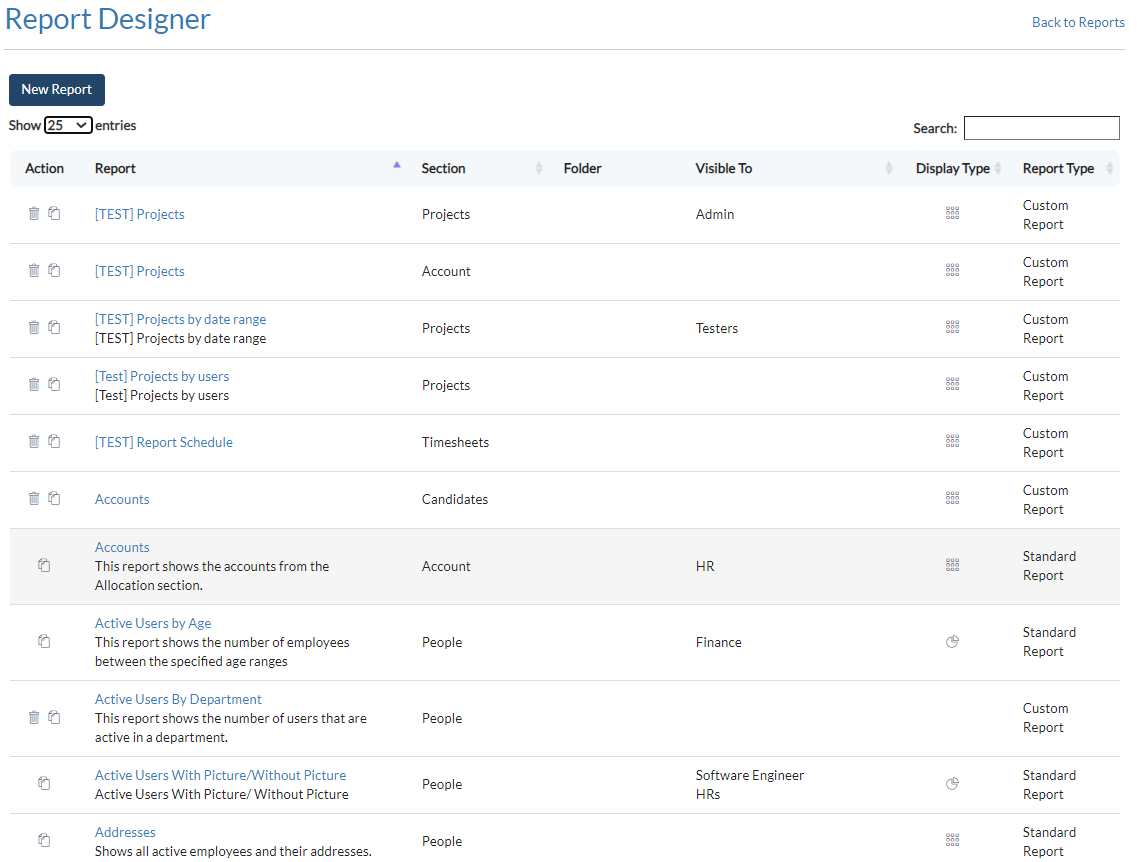 Report Designer
Back to Reports
New Report
Show 25 entries
Search:
Action Report Section Folder Visible To Display Type Report Type
[TEST] Projects Projects Admin Custom
Report
[TEST] Projects Account Custom
Report
[TEST] Projects by date range Custom
[TEST] Projects by date range Projects Testers Report
[Test] Projects by users Custom
[Test] Projects by users Projects Report
[TEST] Report Schedule Timesheets Custom
Report
Accounts Candidates Custom
Report
Accounts
This report shows the accounts from the Account HR Standard
Allocation section. Report
Active Users by Age
This report shows the number of employees People Finance Standard
between the specified age ranges Report
Active Users By Department
This report shows the number of users that are People Custom
active in a department. Report
Active Users With Picture/Without Picture People Software Engineer Standard
Active Users With Picture/ Without Picture HRs Report
Addresses People Standard
Shows all active employees and their addresses. Report